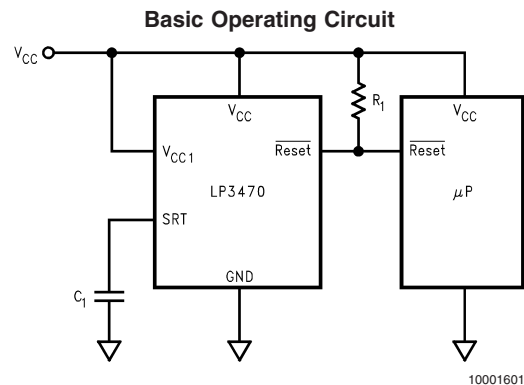 Basic Operating Circuit
VCC
VCC
R1
VCC
VCC1
Reset
Reset
LP3470
μP
SRT
GND
C1
10001601